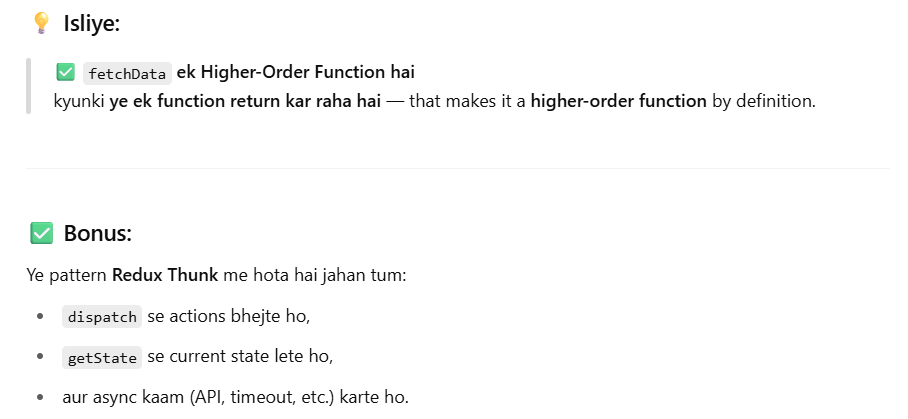 💡 Isliye:
✅ fetchData ek Higher-Order Function hai
kyunki ye ek function return kar raha hai — that makes it a higher-order function by definition.
✅ Bonus:
Ye pattern Redux Thunk me hota hai jahan tum:
• dispatch se actions bhejte ho,
• getState se current state lete ho,
• aur async kaam (API, timeout, etc.) karte ho.